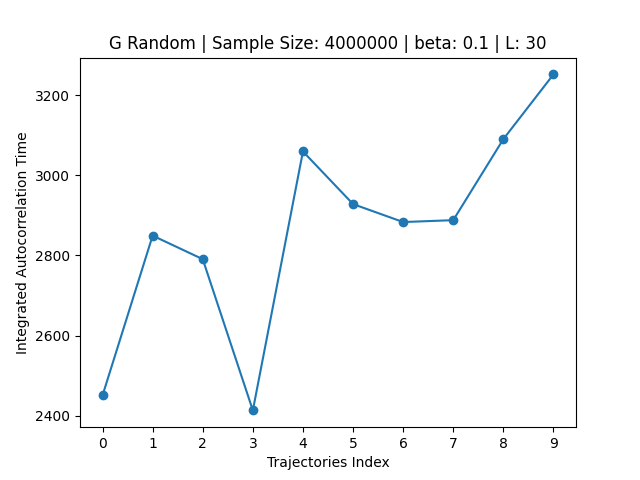 G Random | Sample Size: 4000000 | beta: 0.1 | L: 30
3200
3000
2800
2600
2400
Integrated Autocorrelation Time
0 1 2 3 4 5 6 7 8 9
Trajectories Index